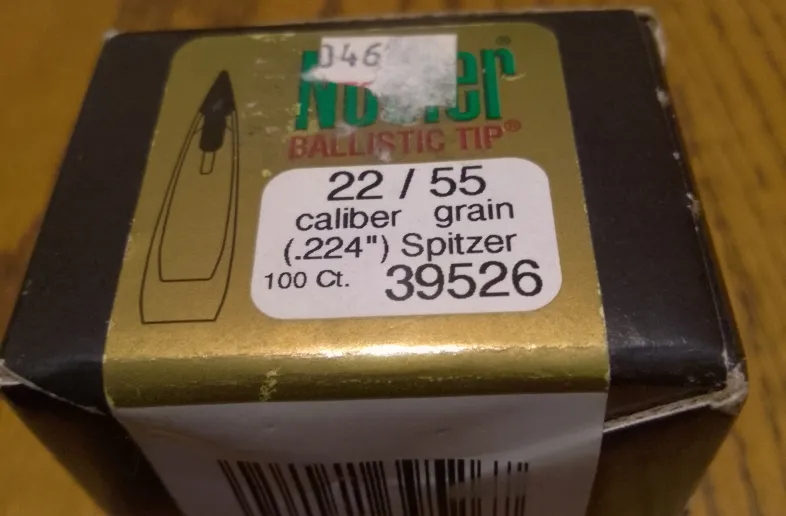 046
BALLISTIC TIP®
22 / 55
caliber grain
(.224") Spitzer
100 Ct. 39526